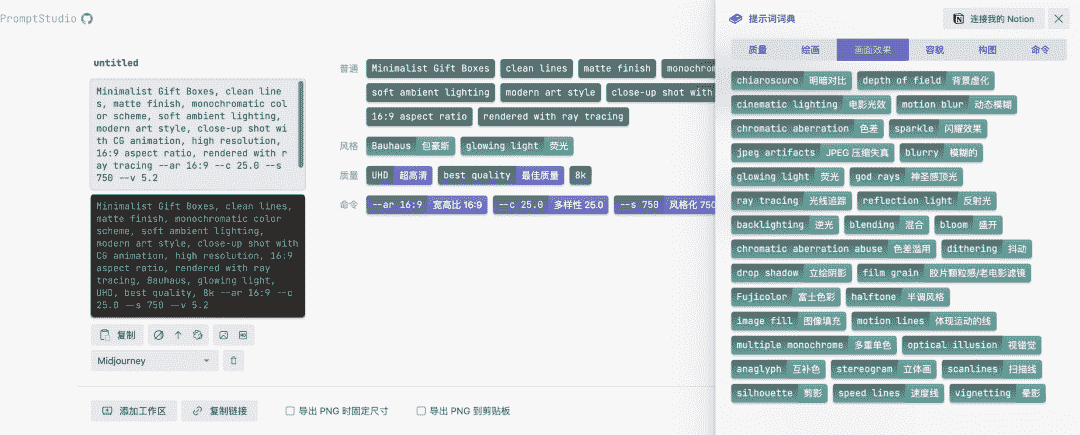 PromptStudio
untitled
Minimalist Gift Boxes, clean line
s, matte finish, monochromatic col
or scheme, soft ambient lighting,
modern art style, close-up shot wi
th CG animation, high resolution,
16:9 aspect ratio, rendered with r
ay tracing --ar 16:9 --c 25.0 --s
750 --v 5.2
Minimalist Gift Boxes, clean lines,
matte finish, monochromatic color
scheme, soft ambient lighting,
modern art style, close-up shot with
CG animation, high resolution, 16:9
aspect ratio, rendered with ray
tracing, Bauhaus, glowing light,
UHD, best quality, 8k --ar 16:9 --c
25.0 --s 750 --v 5.2
复制
Midjourney
添加工作区 复制链接 导出 PNG 时固定尺寸 导出 PNG 到剪贴板
普通 Minimalist Gift Boxes clean lines matte finish monochrom
soft ambient lighting modern art style close-up shot
16:9 aspect ratio rendered with ray tracing
风格 Bauhaus 包豪斯 glowing light 荧光
质量 UHD 超高清 best quality 最佳质量 8k
命令 --ar 16:9 宽高比 16:9 --c 25.0 多样性 25.0 --s 750 风格化 750
提示词词典 连接我的 Notion
质量 绘画 画面效果 容貌 构图 命令
chiaroscuro 明暗对比 depth of field 背景虚化
cinematic lighting 电影光效 motion blur 动态模糊
chromatic aberration 色差 sparkle 闪耀效果
jpeg artifacts JPEG 压缩失真 blurry 模糊的
glowing light 荧光 god rays 神圣感顶光
ray tracing 光线追踪 reflection light 反射光
backlighting 逆光 blending 混合 bloom 盛开
chromatic aberration abuse 色差滥用 dithering 抖动
drop shadow 立绘阴影 film grain 胶片颗粒感/老电影滤镜
Fujicolor 富士色彩 halftone 半调风格
image fill 图像填充 motion lines 体现运动的线
multiple monochrome 多重单色 optical illusion 视错觉
anaglyph 互补色 stereogram 立体画 scanlines 扫描线
silhouette 剪影 speed lines 速度线 vignetting 晕影